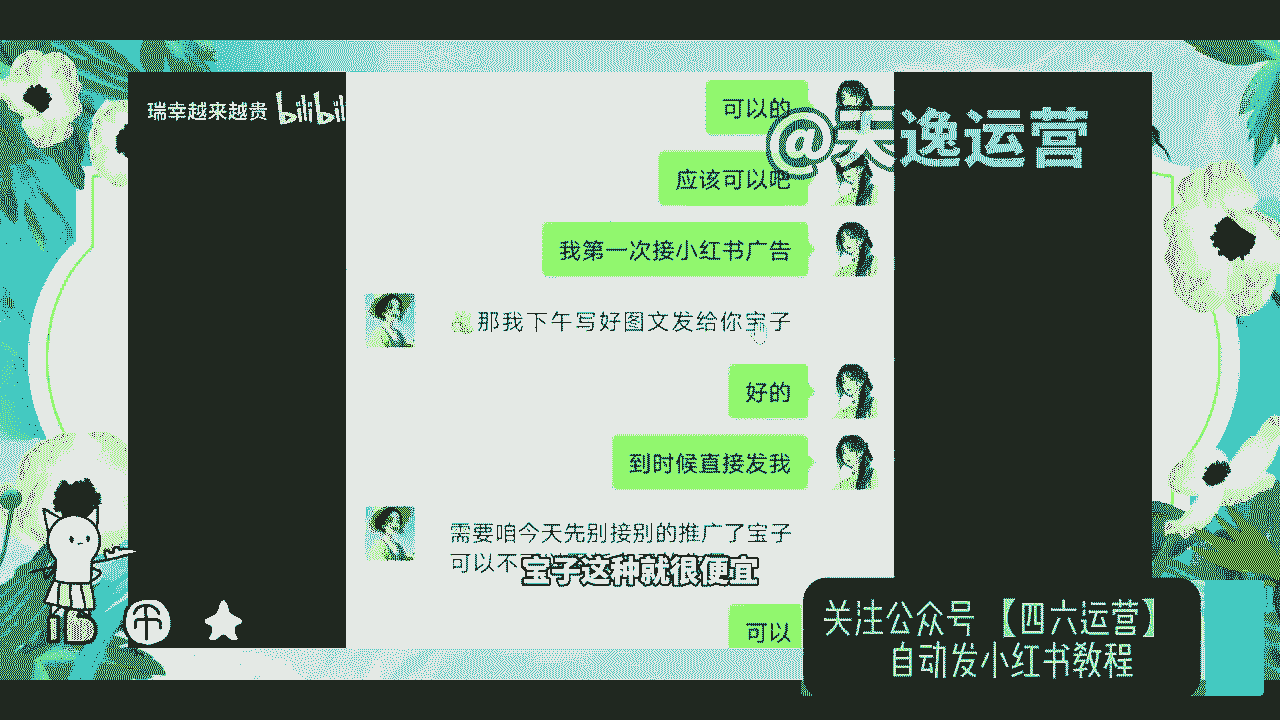 瑞幸越来越贵 bilibili
可以的
@天逸运营
应该可以吧
我第一次接小红书广告
那我下午写好图文发给你宝子
好的
到时候直接发我
需要咱今天先别接别的推广了宝子
可以不
宝子这种就很便宜
可以
关注公众号【四六运营】
自动发小红书教程